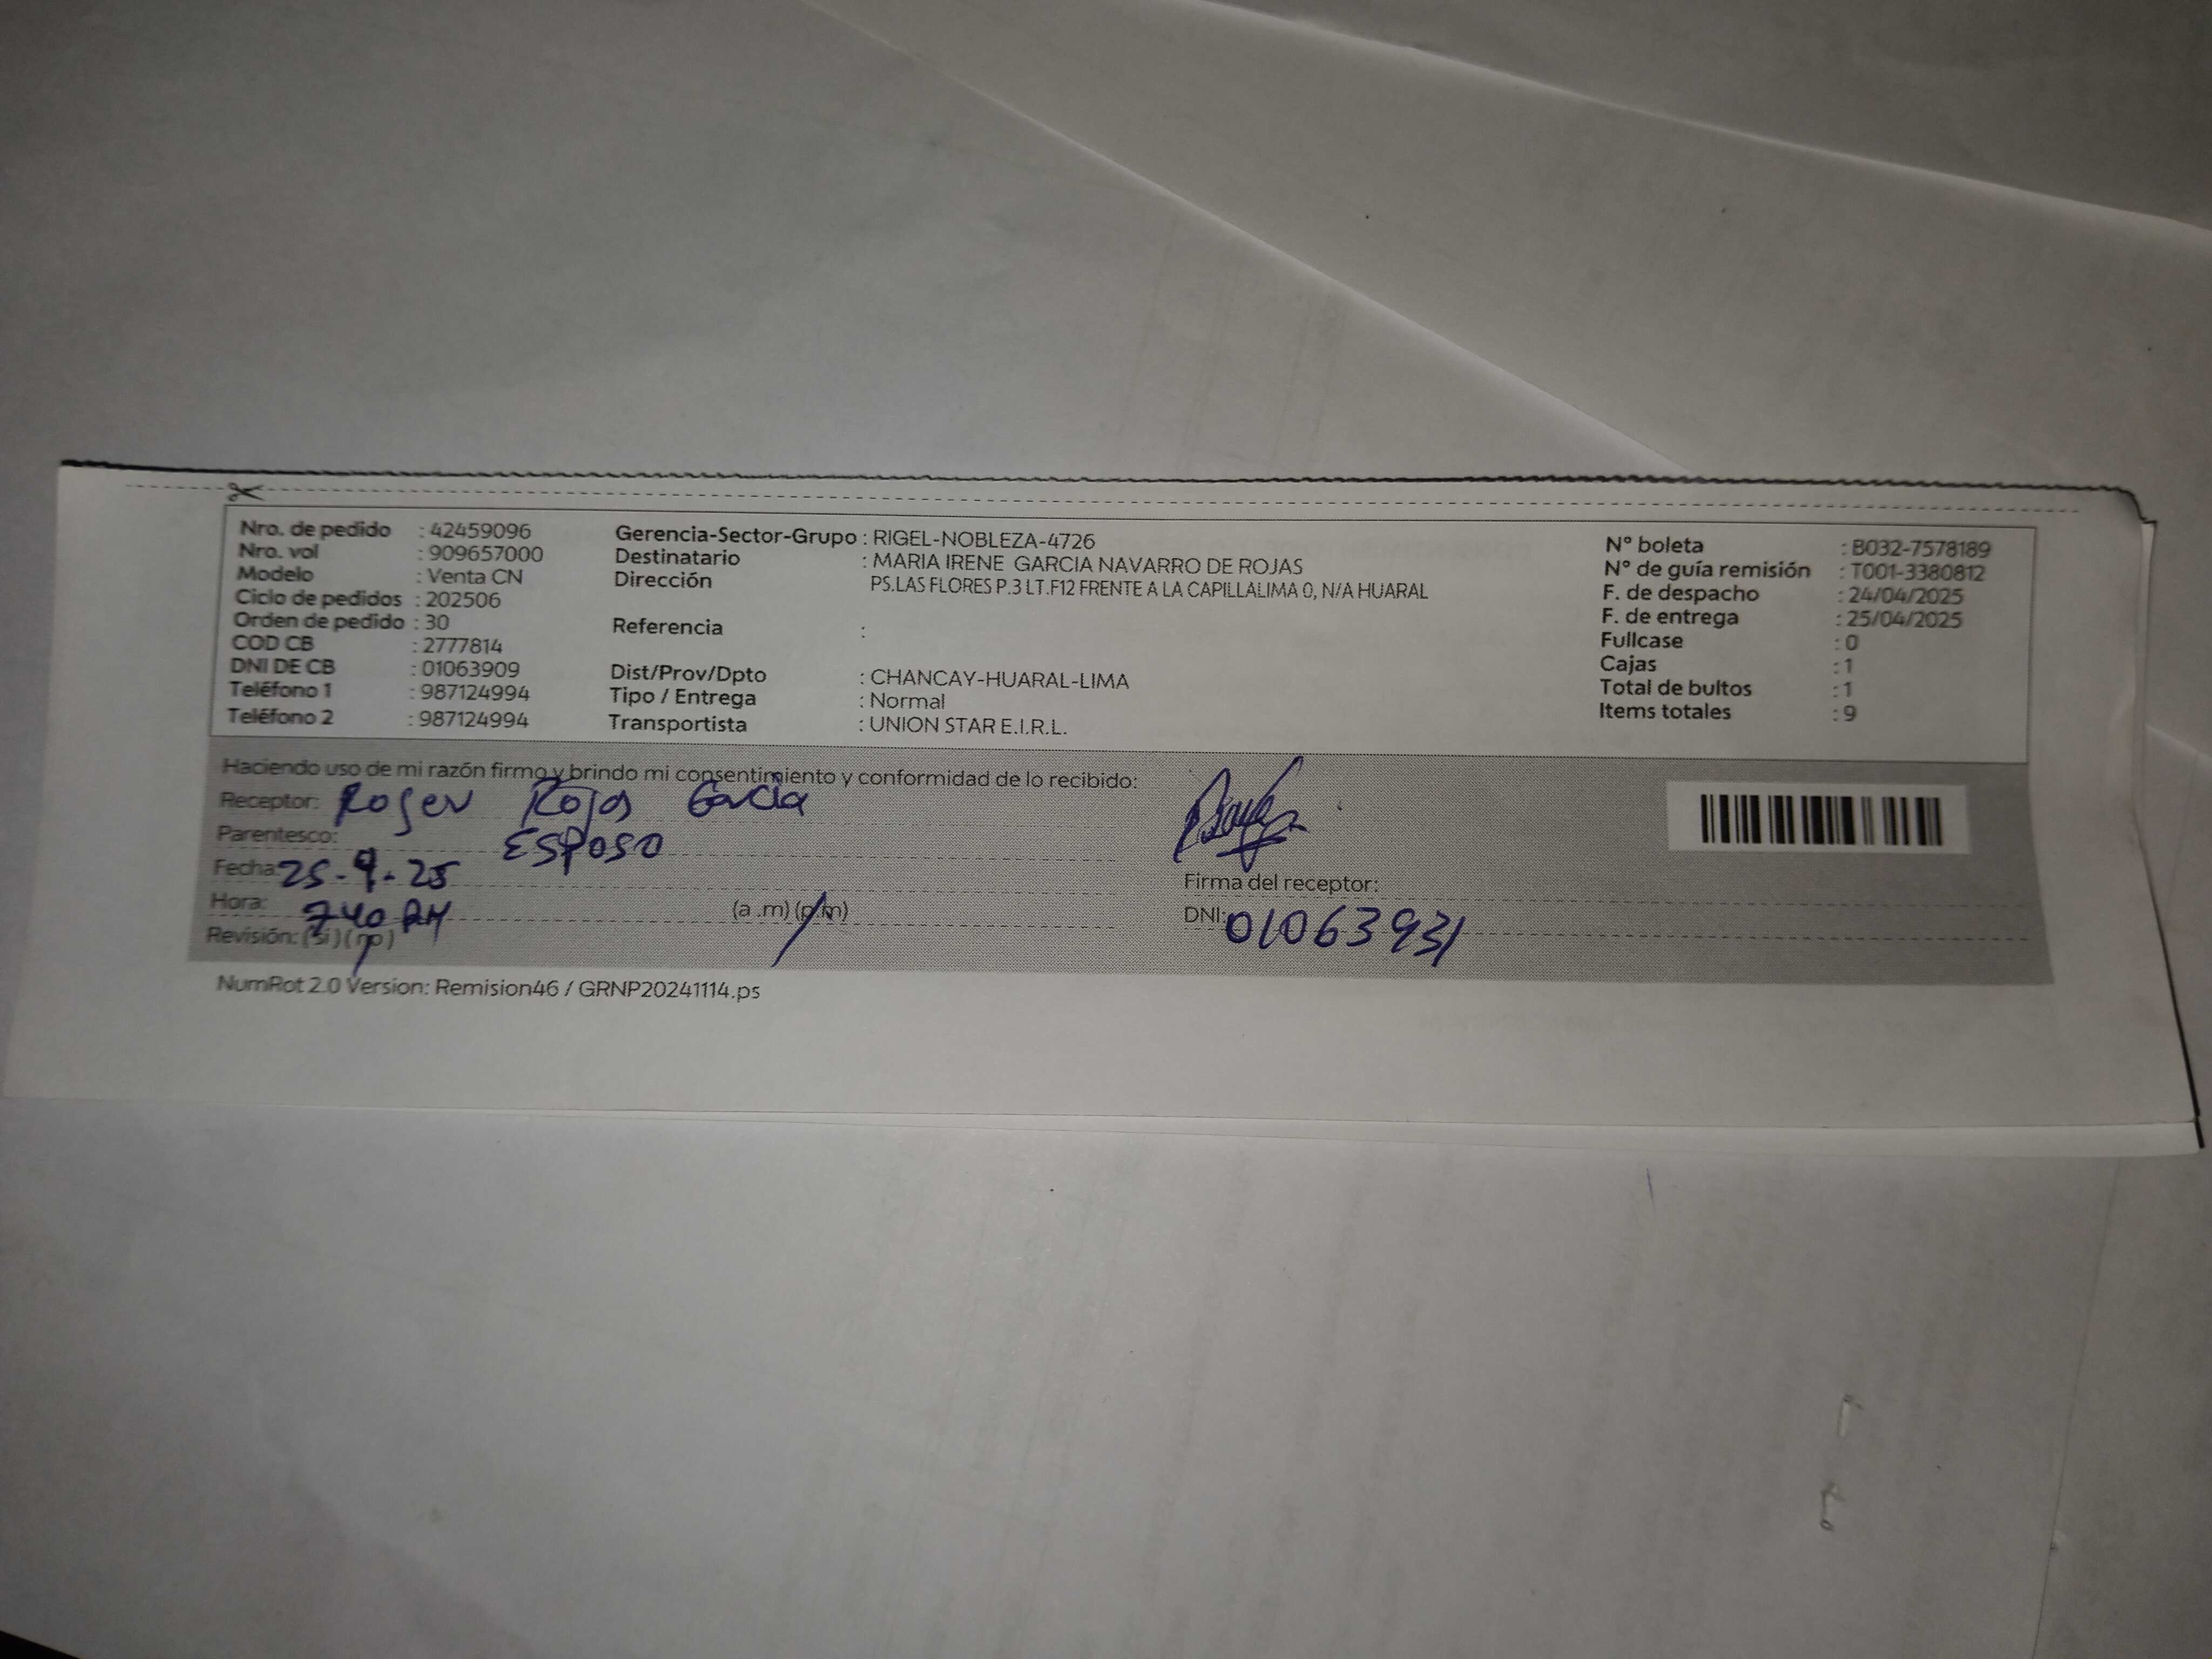 Nro. de pedido : 42459096
Nro. vol : 909657000
Modelo : Venta CN
Ciclo de pedidos : 202506
Orden de pedido : 30
COD CB : 2777814
DNI DE CB : 01063909
Teléfono 1 : 987124994
Teléfono 2 : 987124994
Gerencia-Sector-Grupo : RIGEL-NOBLEZA-4726
Destinatario : MARIA IRENE GARCIA NAVARRO DE ROJAS
Dirección PS.LAS FLORES P.3 LT.F12 FRENTE A LA CAPILLALIMA 0, N/A HUARAL
Referencia :
Dist/Prov/Dpto : CHANCAY-HUARAL-LIMA
Tipo / Entrega : Normal
Transportista : UNION STAR E.I.R.L.
N° boleta : B032-7578189
N° de guía remisión : T001-3380812
F. de despacho : 24/04/2025
F. de entrega : 25/04/2025
Fullcase : 0
Cajas : 1
Total de bultos : 1
Items totales : 9
Haciendo uso de mi razón firmo y brindo mi consentimiento y conformidad de lo recibido:
Receptor: Roger Rojas Garcia
Parentesco: ESPOSO
Fecha: 25-4-25
Hora: 740 PM (a .m) (p.m)
Revisión: (si) (no)
Firma del receptor:
DNI: 01063931
NumRot 2.0 Version: Remision46 / GRNP20241114.ps